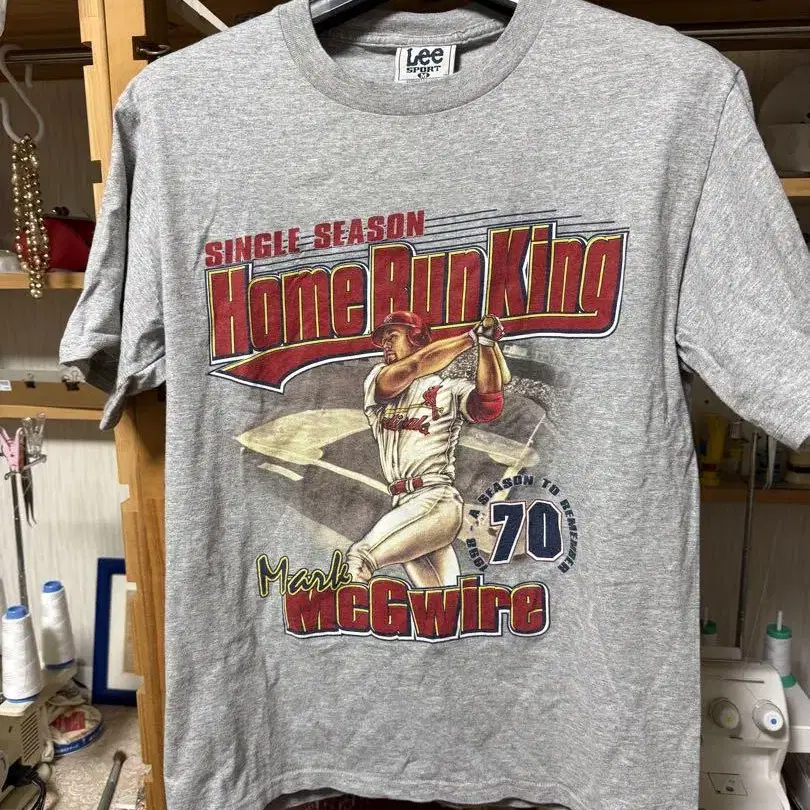 Lee
SPORT
M
SINGLE SEASON
Home Run King
Cardinals
1998 - A SEASON TO REMEMBER
70
Mark
McGwire